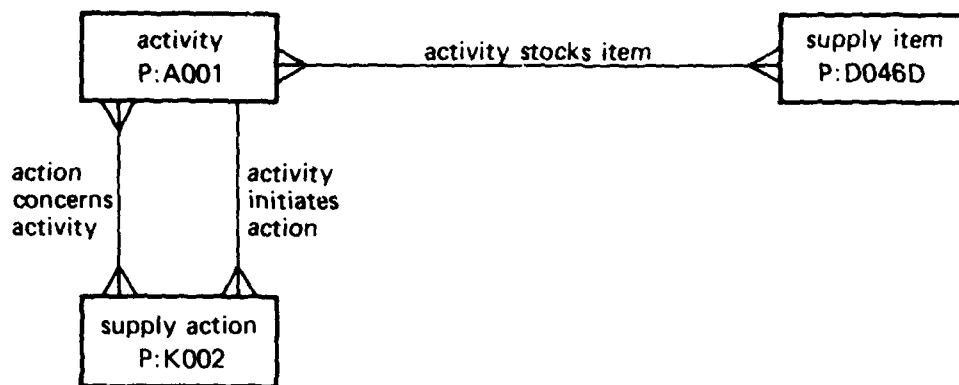 activity
P:A001
activity stocks item
supply item
P:D046D
action
concerns
activity
activity
initiates
action
supply action
P:K002